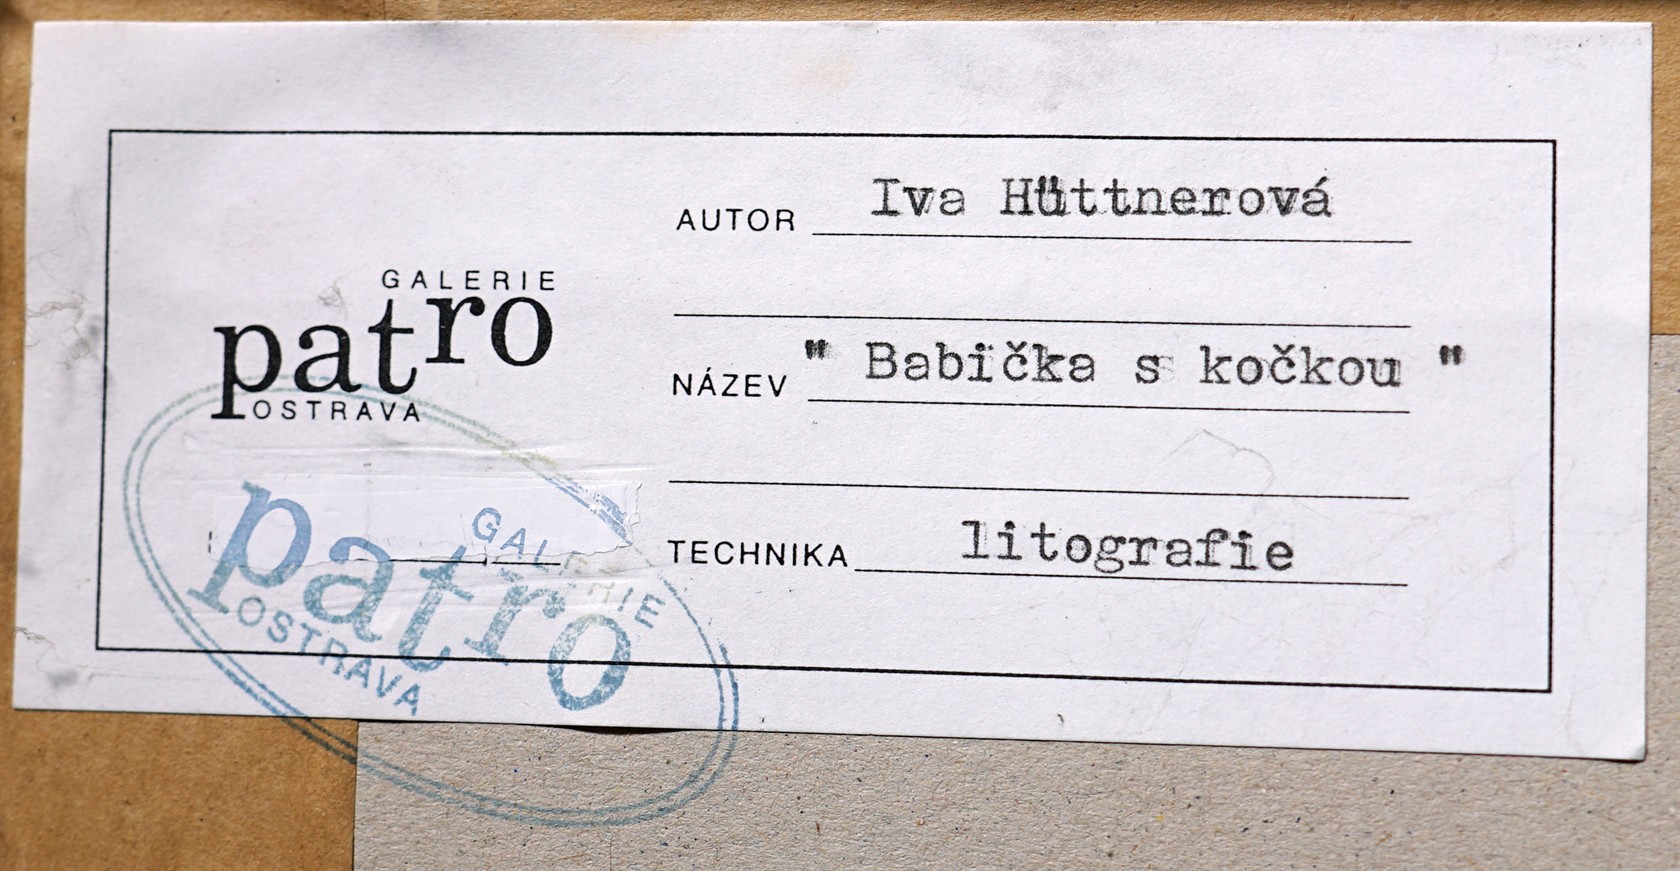 GALERIE
patro
OSTRAVA
AUTOR Iva Hüttnerová
NÁZEV " Babička s kočkou "
TECHNIKA litografie
GALERIE
patro
OSTRAVA